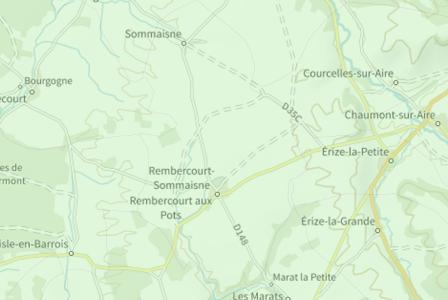 Sommaisne
Bourgogne
ecourt
Courcelles-sur-Aire
D35C
Chaumont-sur-Aire
Érize-la-Petite
es de
rmont
Rembercourt-
Sommaisne
Rembercourt aux
Pots
Érize-la-Grande
D148
isle-en-Barrois
Marat la Petite
Les Marats